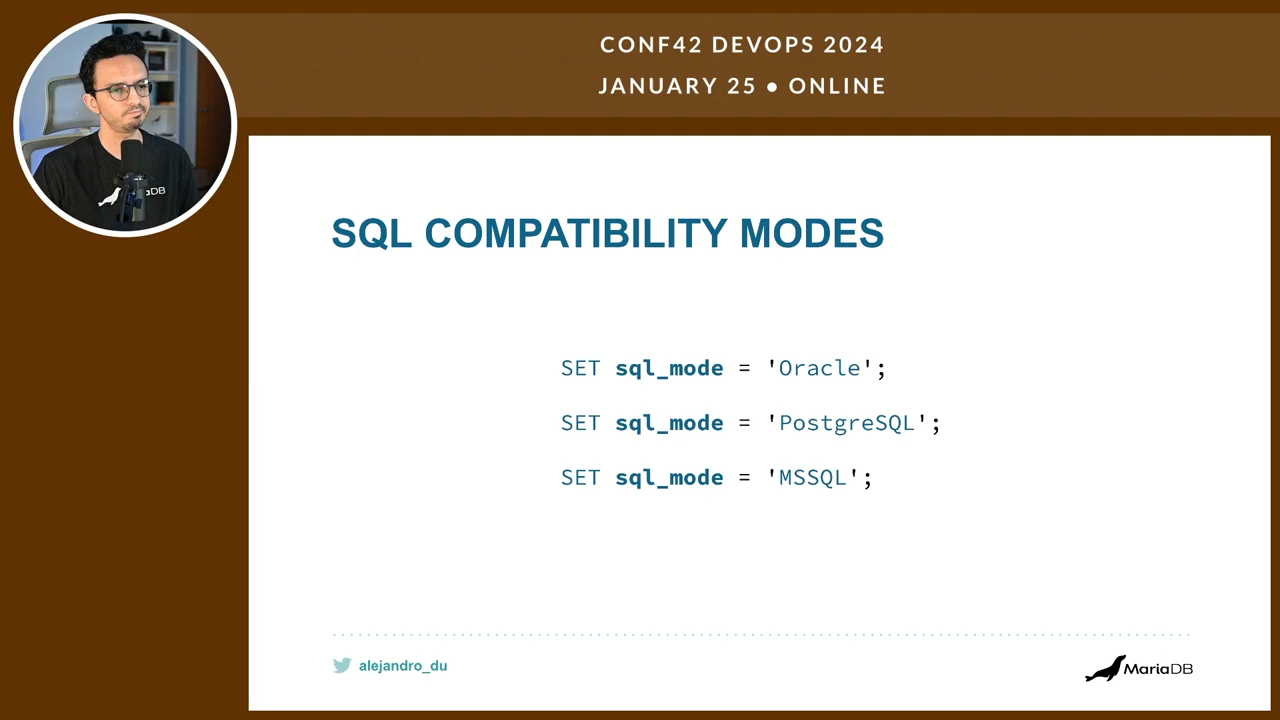 CONF42 DEVOPS 2024
JANUARY 25 • ONLINE
SQL COMPATIBILITY MODES
SET sql_mode = 'Oracle';
SET sql_mode = 'PostgreSQL';
SET sql_mode = 'MSSQL';
alejandro_du
MariaDB